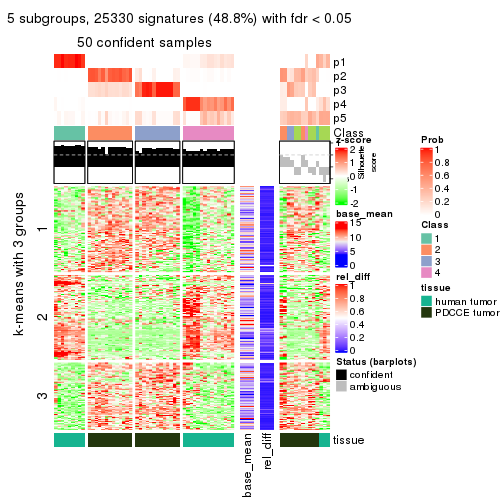 5 subgroups, 25330 signatures (48.8%) with fdr < 0.05
50 confident samples
p1
p2
p3
p4
p5
Class
1
0.5
0
Silhouette
score
k-means with 3 groups
1
2
3
base_mean
rel_diff
tissue
z-score
2
1
0
-1
-2
base_mean
15
10
5
0
rel_diff
1
0.8
0.6
0.4
0.2
0
Status (barplots)
confident
ambiguous
Prob
1
0.8
0.6
0.4
0.2
0
Class
1
2
3
4
tissue
human tumor
PDCCE tumor